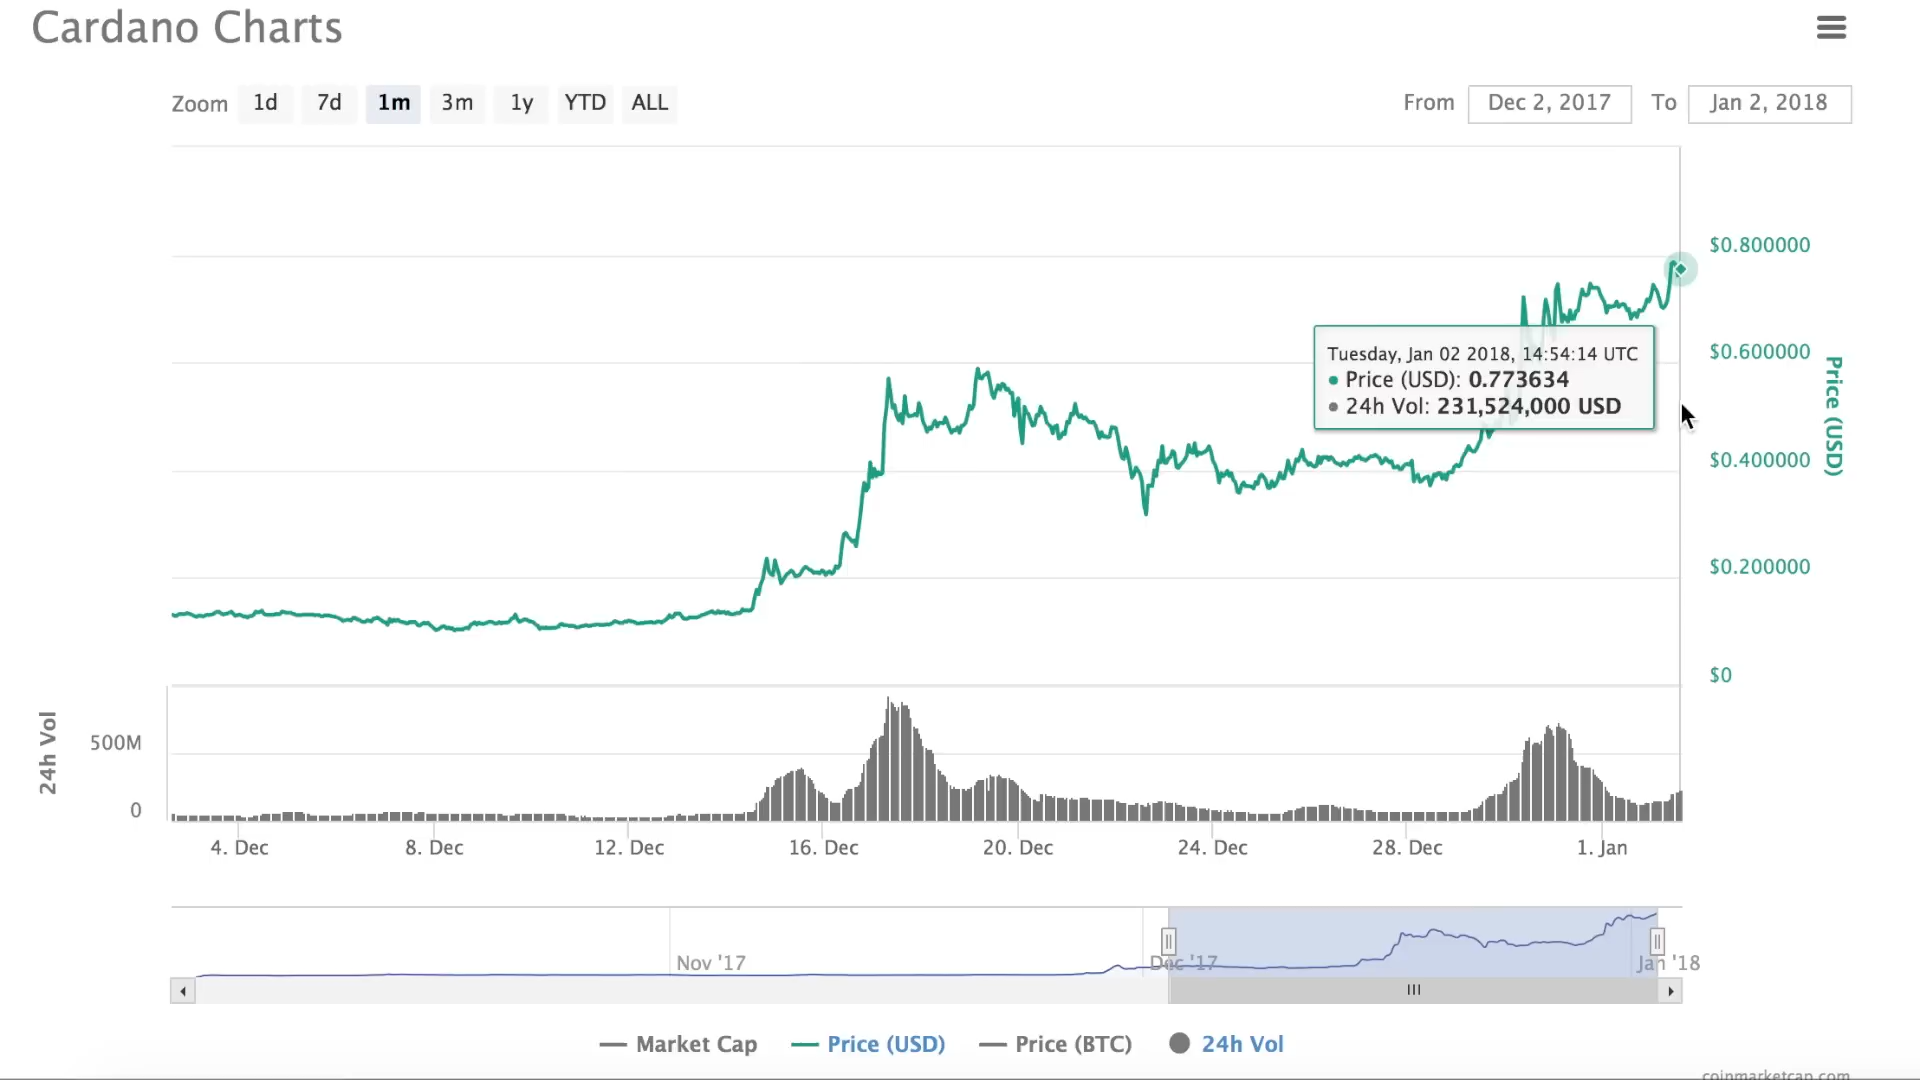 Cardano Charts
Zoom 1d 7d 1m 3m 1y YTD ALL
From Dec 2, 2017 To Jan 2, 2018
$0.800000
$0.600000
$0.400000
$0.200000
$0
Price (USD)
Tuesday, Jan 02 2018, 14:54:14 UTC
Price (USD): 0.773634
24h Vol: 231,524,000 USD
24h Vol
500M
0
4. Dec 8. Dec 12. Dec 16. Dec 20. Dec 24. Dec 28. Dec 1. Jan
Nov '17 Dec '17 Jan '18
Market Cap Price (USD) Price (BTC) 24h Vol
coinmarketcap.com